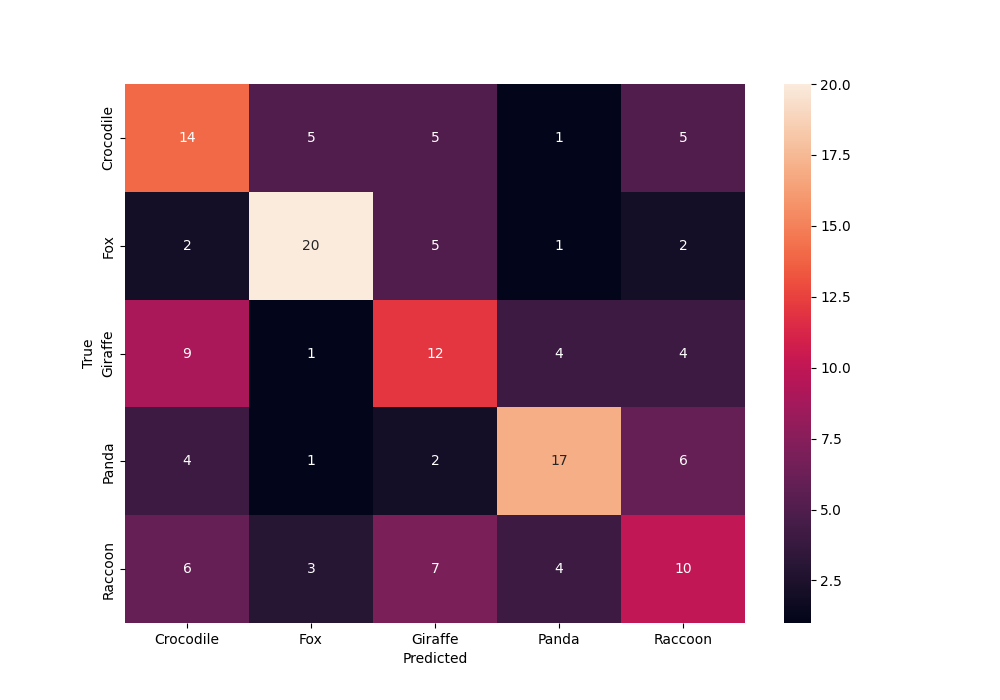 Crocodile 14 5 5 1 5
Fox 2 20 5 1 2
Giraffe 9 1 12 4 4
Panda 4 1 2 17 6
Raccoon 6 3 7 4 10
True
Crocodile Fox Giraffe Panda Raccoon
Predicted
20.0
17.5
15.0
12.5
10.0
7.5
5.0
2.5